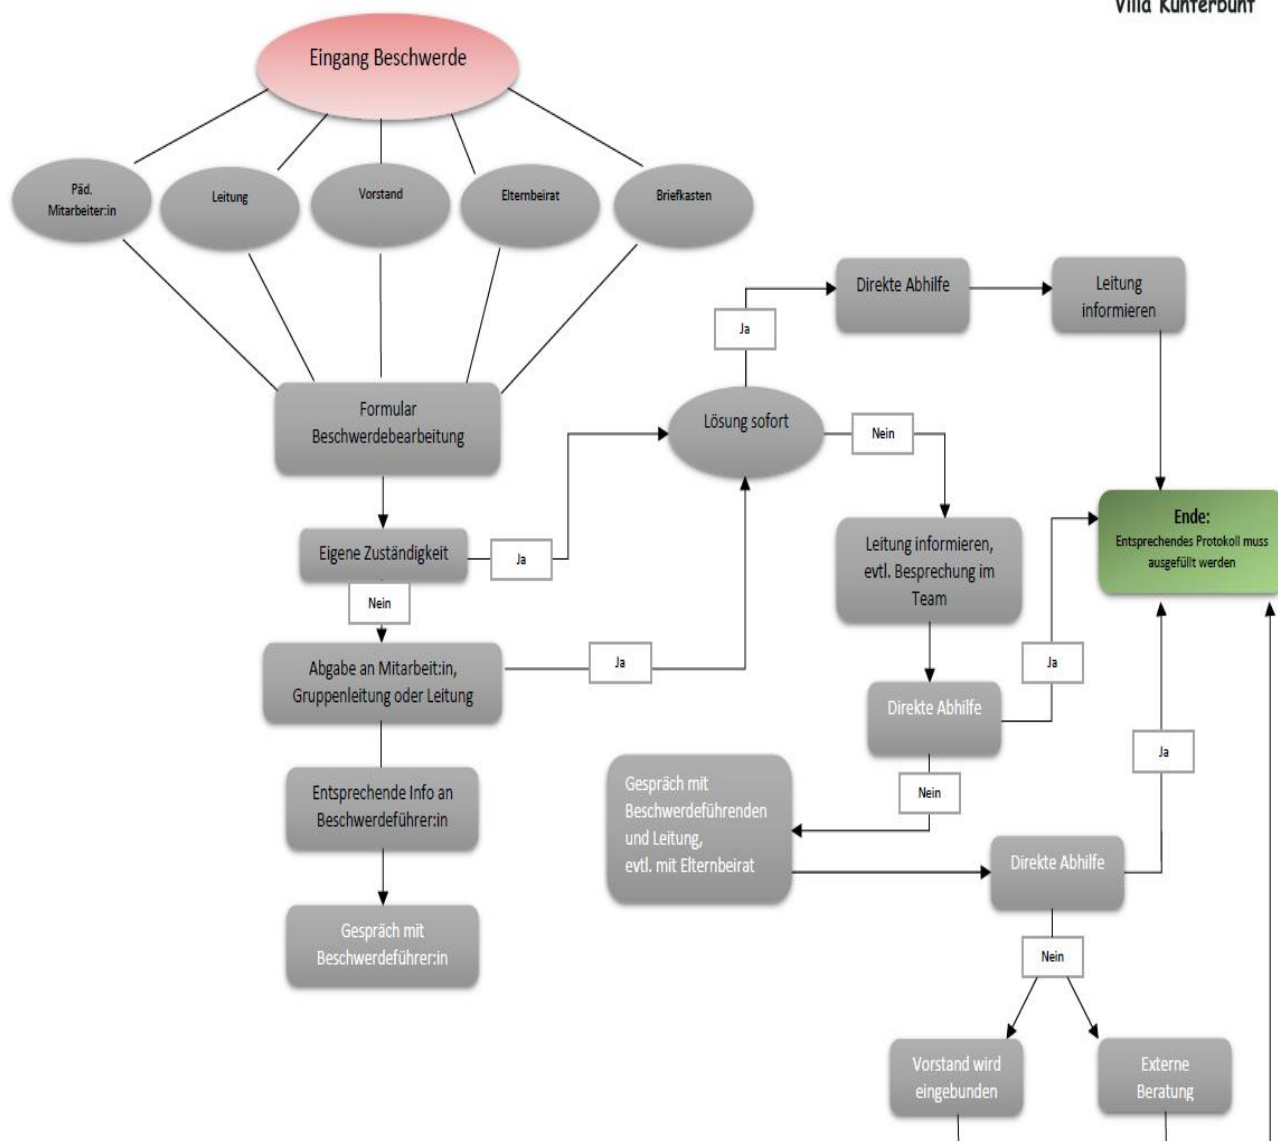 Villa Kunterbunt
Eingang Beschwerde
Päd.
Mitarbeiter:in
Leitung
Vorstand
Elternbeirat
Briefkasten
Direkte Abhilfe
Leitung
informieren
Ja
Formular
Beschwerdebearbeitung
Lösung sofort
Nein
Eigene Zuständigkeit
Ja
Ende:
Entsprechendes Protokoll muss
ausgefüllt werden
Leitung informieren,
evtl. Besprechung im
Team
Nein
Abgabe an Mitarbeit:in,
Gruppenleitung oder Leitung
Ja
Ja
Direkte Abhilfe
Ja
Nein
Entsprechende Info an
Beschwerdeführer:in
Gespräch mit
Beschwerdeführenden
und Leitung,
evtl. mit Elternbeirat
Direkte Abhilfe
Gespräch mit
Beschwerdeführer:in
Nein
Vorstand wird
eingebunden
Externe
Beratung